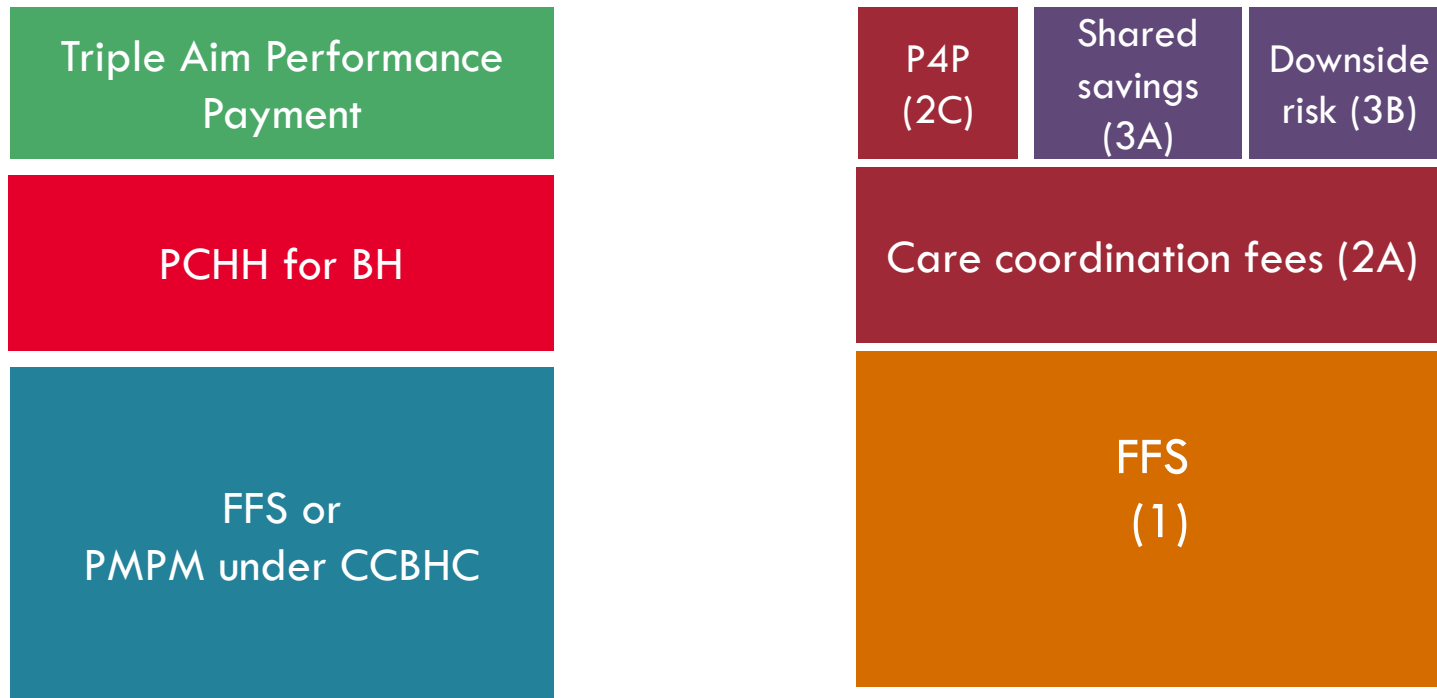 Triple Aim Performance
Payment
PCHH for BH
FFS or
PMPM under CCBHC
P4P
(2C)
Shared
savings
(3A)
Downside
risk (3B)
Care coordination fees (2A)
FFS
(1)